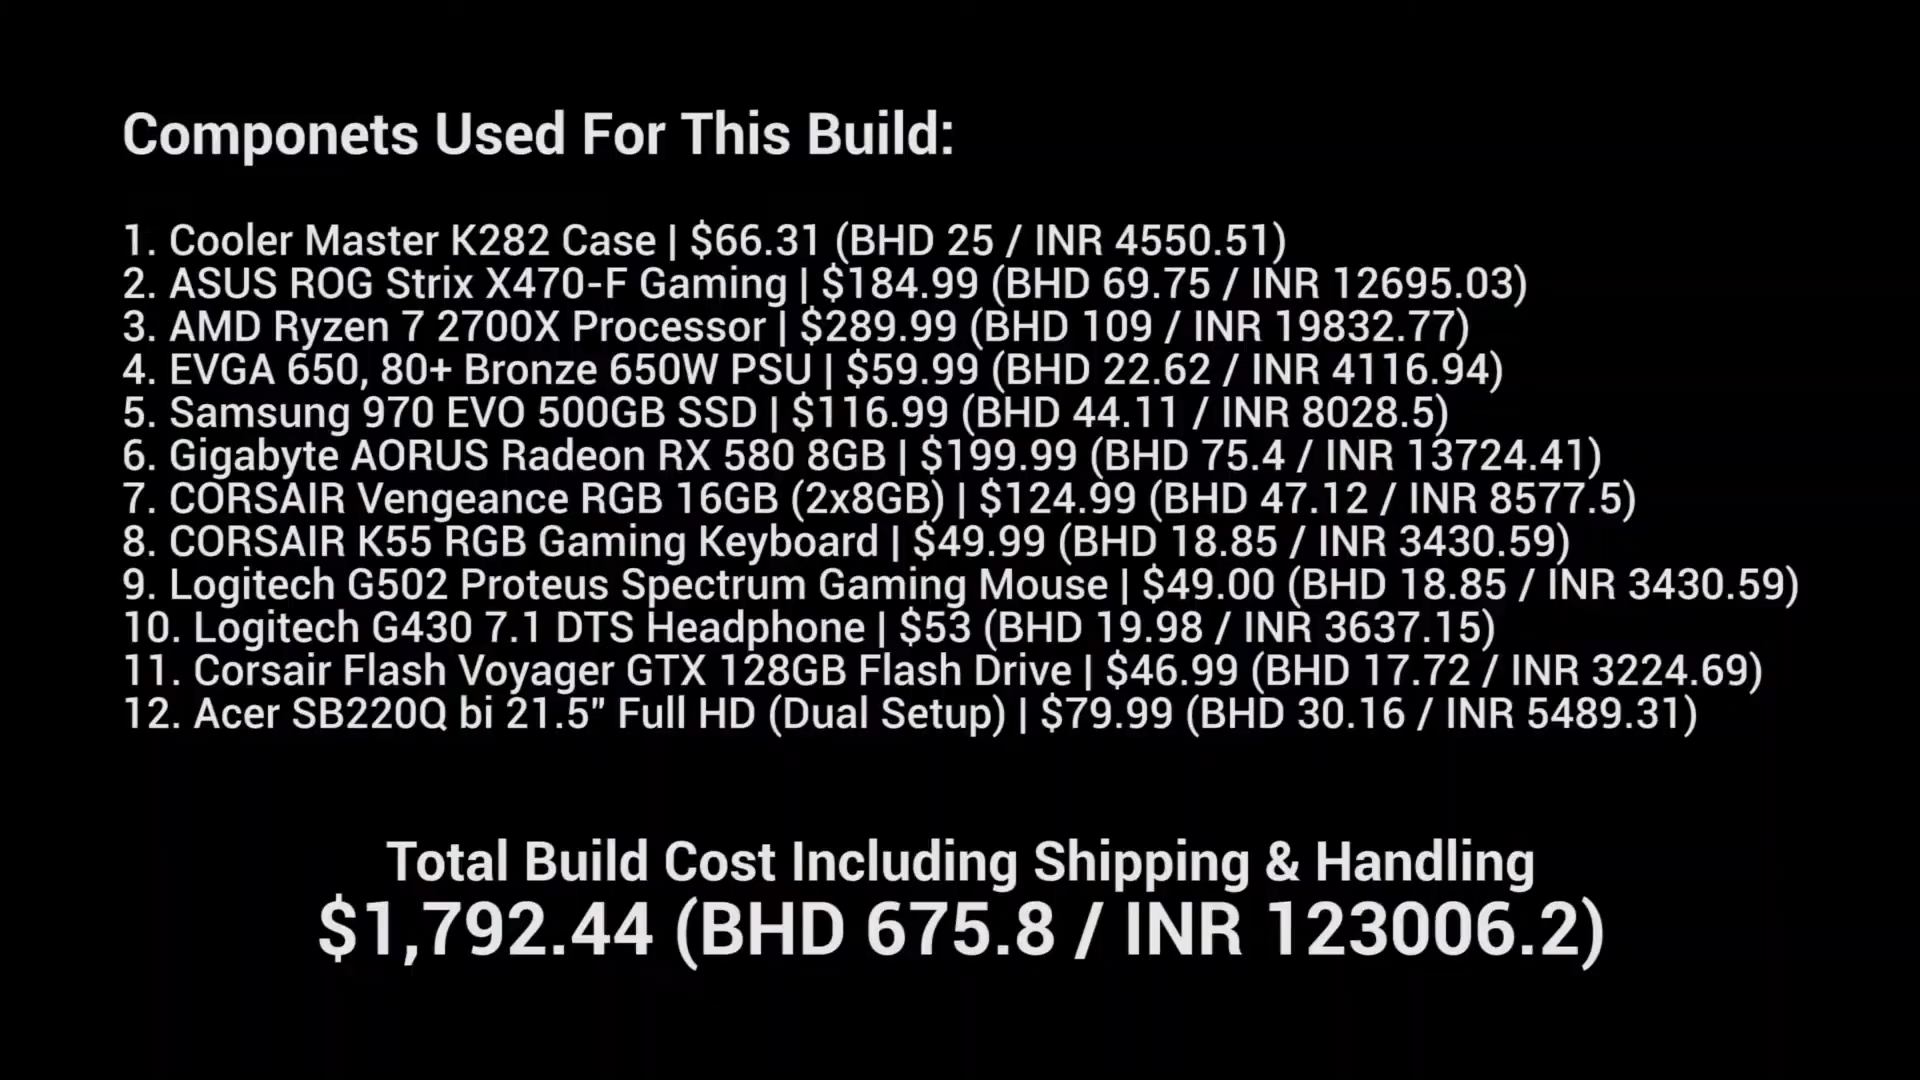 Componets Used For This Build:
1. Cooler Master K282 Case | $66.31 (BHD 25 / INR 4550.51)
2. ASUS ROG Strix X470-F Gaming | $184.99 (BHD 69.75 / INR 12695.03)
3. AMD Ryzen 7 2700X Processor | $289.99 (BHD 109 / INR 19832.77)
4. EVGA 650, 80+ Bronze 650W PSU | $59.99 (BHD 22.62 / INR 4116.94)
5. Samsung 970 EVO 500GB SSD | $116.99 (BHD 44.11 / INR 8028.5)
6. Gigabyte AORUS Radeon RX 580 8GB | $199.99 (BHD 75.4 / INR 13724.41)
7. CORSAIR Vengeance RGB 16GB (2x8GB) | $124.99 (BHD 47.12 / INR 8577.5)
8. CORSAIR K55 RGB Gaming Keyboard | $49.99 (BHD 18.85 / INR 3430.59)
9. Logitech G502 Proteus Spectrum Gaming Mouse | $49.00 (BHD 18.85 / INR 3430.59)
10. Logitech G430 7.1 DTS Headphone | $53 (BHD 19.98 / INR 3637.15)
11. Corsair Flash Voyager GTX 128GB Flash Drive | $46.99 (BHD 17.72 / INR 3224.69)
12. Acer SB220Q bi 21.5" Full HD (Dual Setup) | $79.99 (BHD 30.16 / INR 5489.31)
Total Build Cost Including Shipping & Handling
$1,792.44 (BHD 675.8 / INR 123006.2)